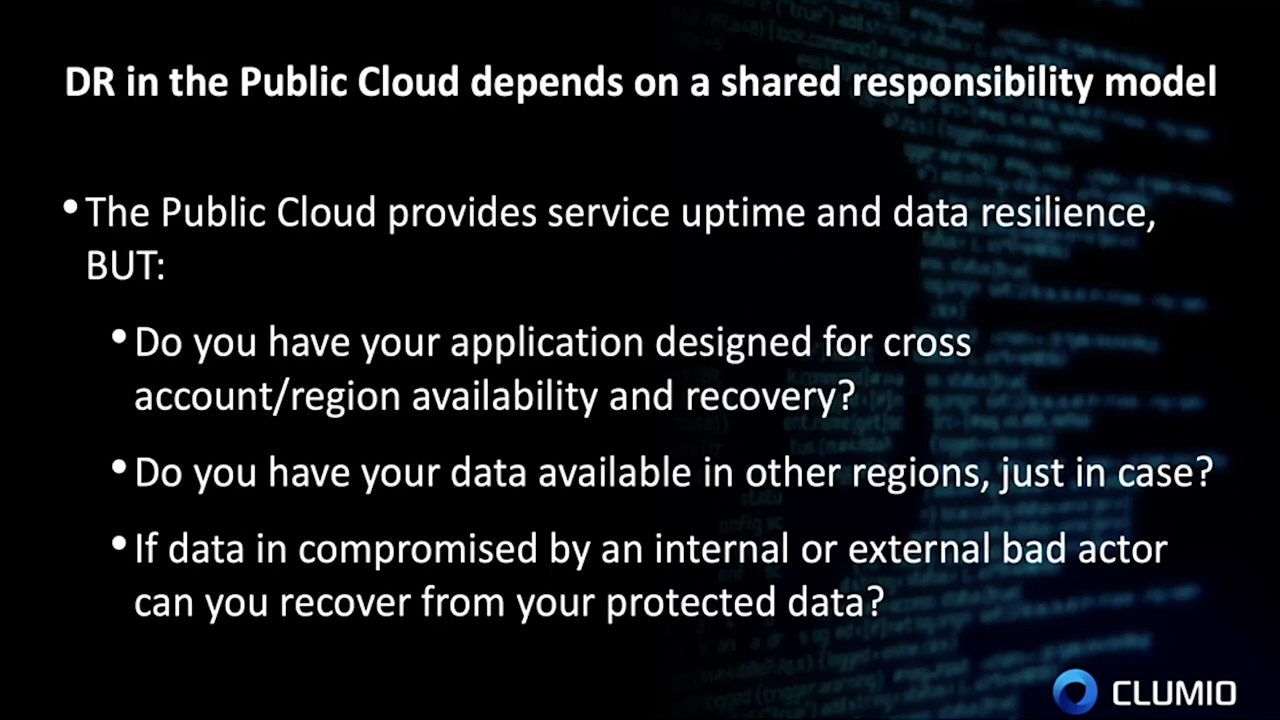 DR in the Public Cloud depends on a shared responsibility model
• The Public Cloud provides service uptime and data resilience,
BUT:
• Do you have your application designed for cross
account/region availability and recovery?
• Do you have your data available in other regions, just in case?
• If data in compromised by an internal or external bad actor
can you recover from your protected data?
CLUMIO